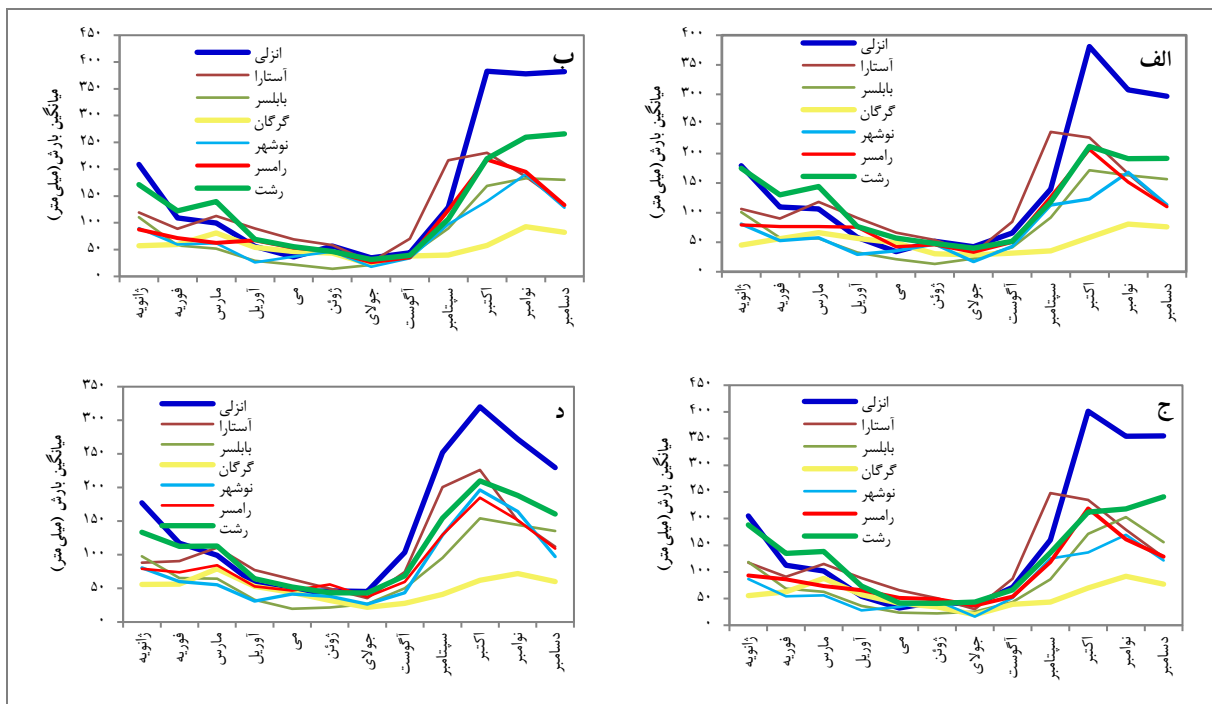 الف
میانگین بارش(میلی متر)
۴۰۰
۳۵۰
۳۰۰
۲۵۰
۲۰۰
۱۵۰
۱۰۰
۵۰
۰
انزلی
آستارا
بابلسر
گرگان
نوشهر
رامسر
رشت
ژانویه
فوریه
مارس
آوریل
می
ژوئن
جولای
آگوست
سپتامبر
اکتبر
نوامبر
دسامبر
ب
میانگین بارش(میلی متر)
۴۵۰
۴۰۰
۳۵۰
۳۰۰
۲۵۰
۲۰۰
۱۵۰
۱۰۰
۵۰
۰
انزلی
آستارا
بابلسر
گرگان
نوشهر
رامسر
رشت
ژانویه
فوریه
مارس
آوریل
می
ژوئن
جولای
آگوست
سپتامبر
اکتبر
نوامبر
دسامبر
ج
میانگین بارش (میلی متر)
۴۵۰
۴۰۰
۳۵۰
۳۰۰
۲۵۰
۲۰۰
۱۵۰
۱۰۰
۵۰
۰
انزلی
آستارا
بابلسر
گرگان
نوشهر
رامسر
رشت
ژانویه
فوریه
مارس
آوریل
می
ژوئن
جولای
آگوست
سپتامبر
اکتبر
نوامبر
دسامبر
د
میانگین بارش (میلی متر)
۳۵۰
۳۰۰
۲۵۰
۲۰۰
۱۵۰
۱۰۰
۵۰
۰
انزلی
آستارا
بابلسر
گرگان
نوشهر
رامسر
رشت
ژانویه
فوریه
مارس
آوریل
می
ژوئن
جولای
آگوست
سپتامبر
اکتبر
نوامبر
دسامبر